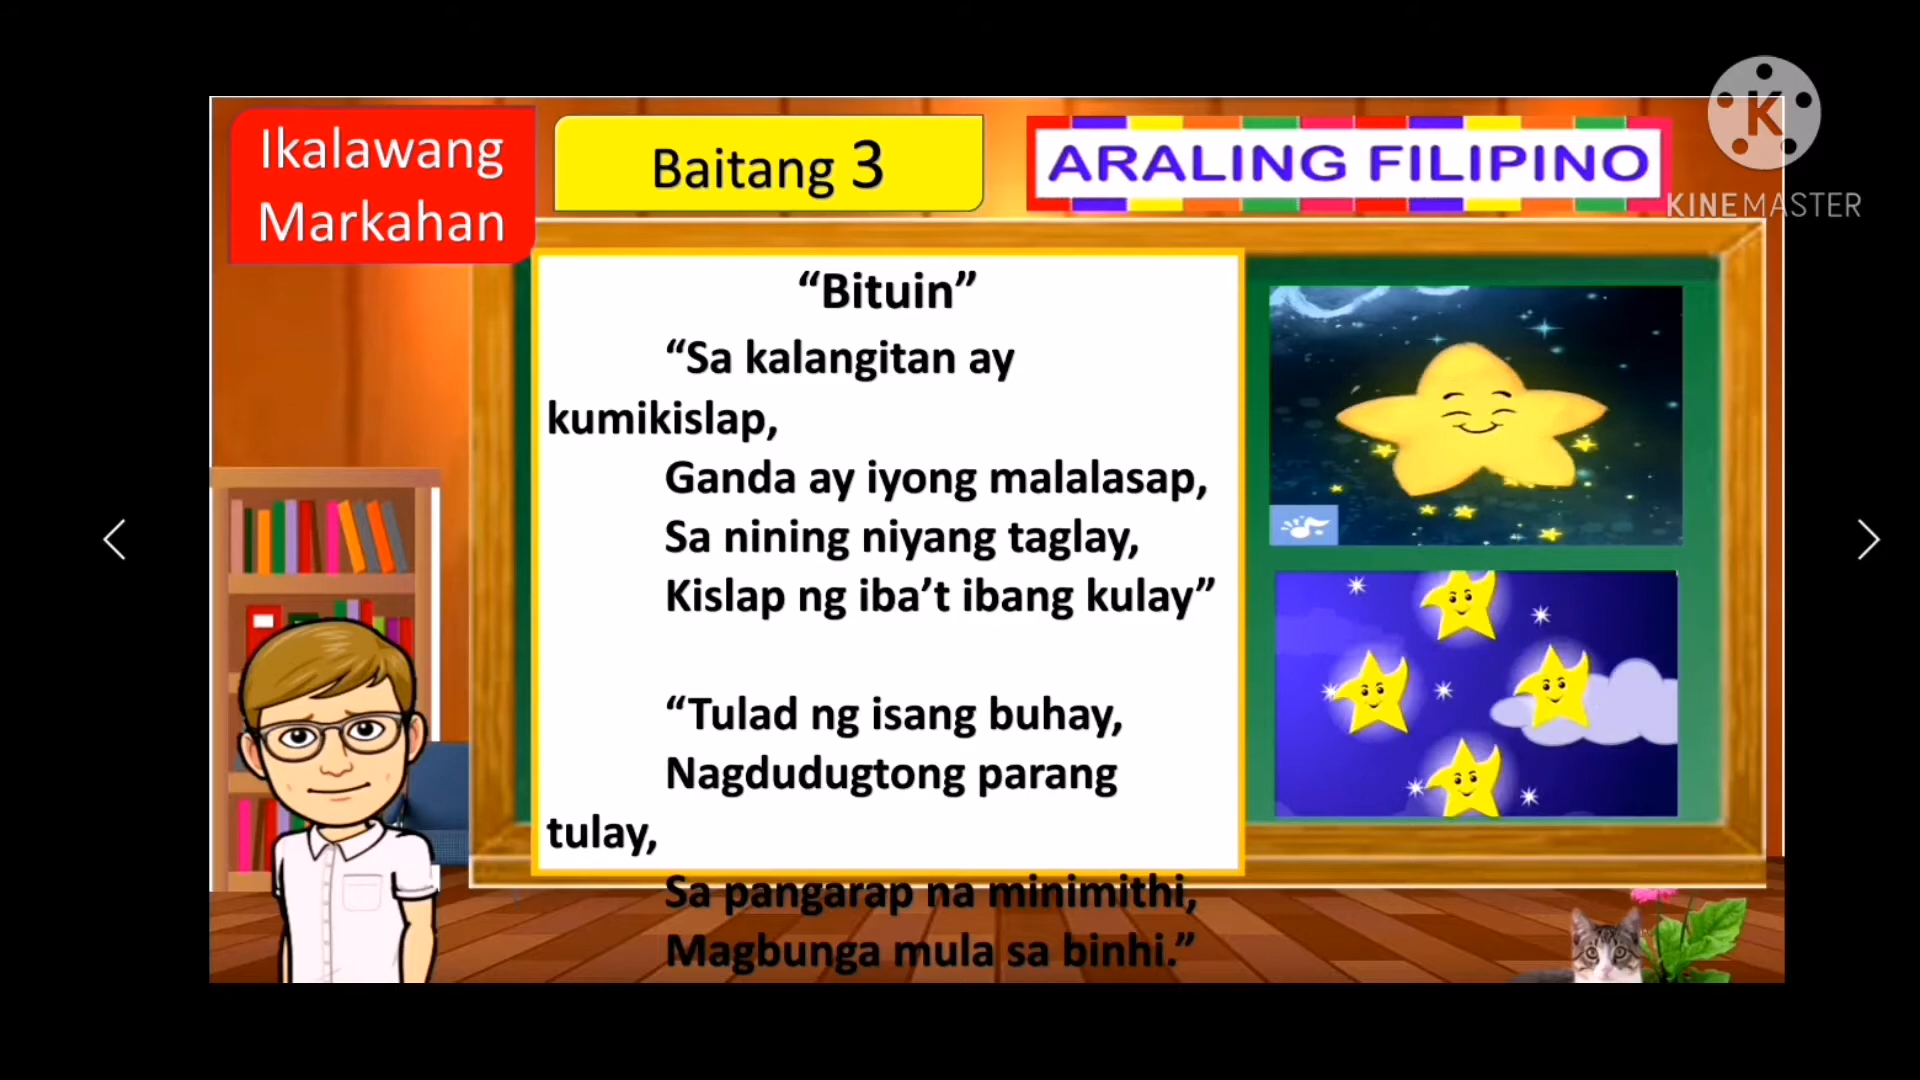 Ikalawang
Markahan
Baitang 3
ARALING FILIPINO
K
KINEMASTER
“Bituin”
“Sa kalangitan ay
kumikislap,
Ganda ay iyong malalasap,
Sa nining niyang taglay,
Kislap ng iba’t ibang kulay”
“Tulad ng isang buhay,
Nagdudugtong parang
tulay,
Sa pangarap na minimithi,
Magbunga mula sa binhi.”